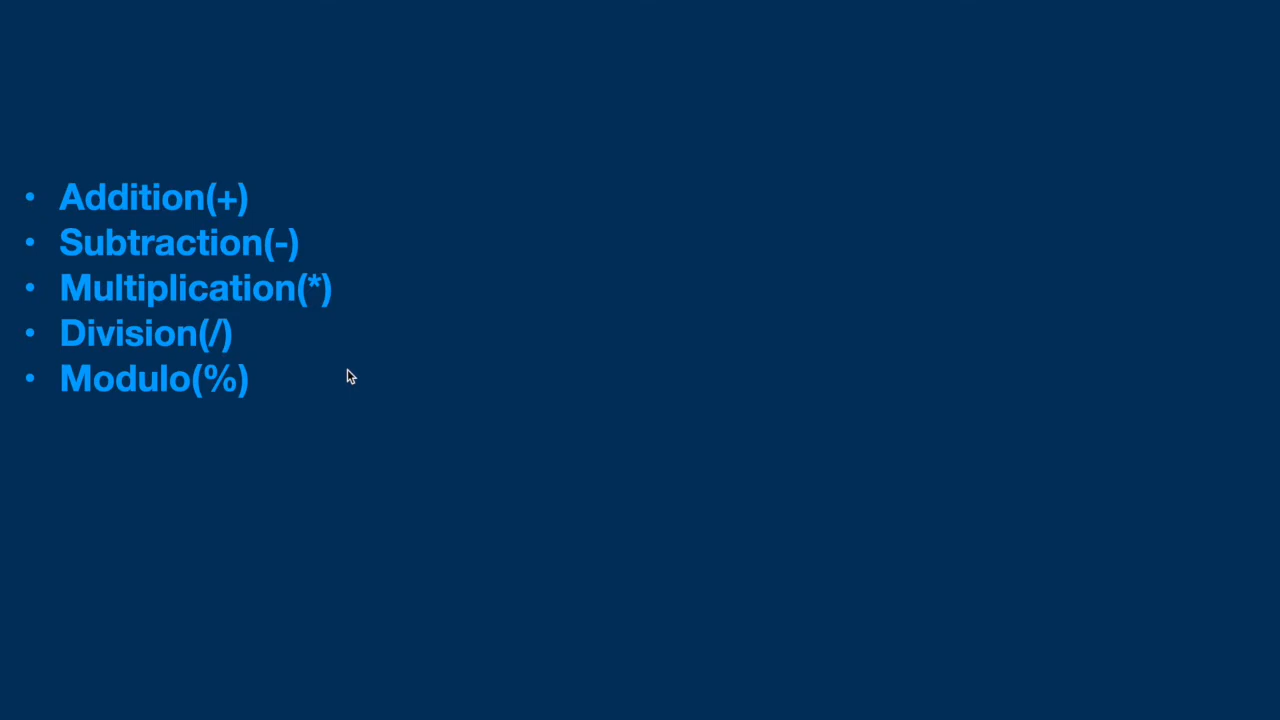 • Addition(+)
• Subtraction(-)
• Multiplication(*)
• Division(/)
• Modulo(%)